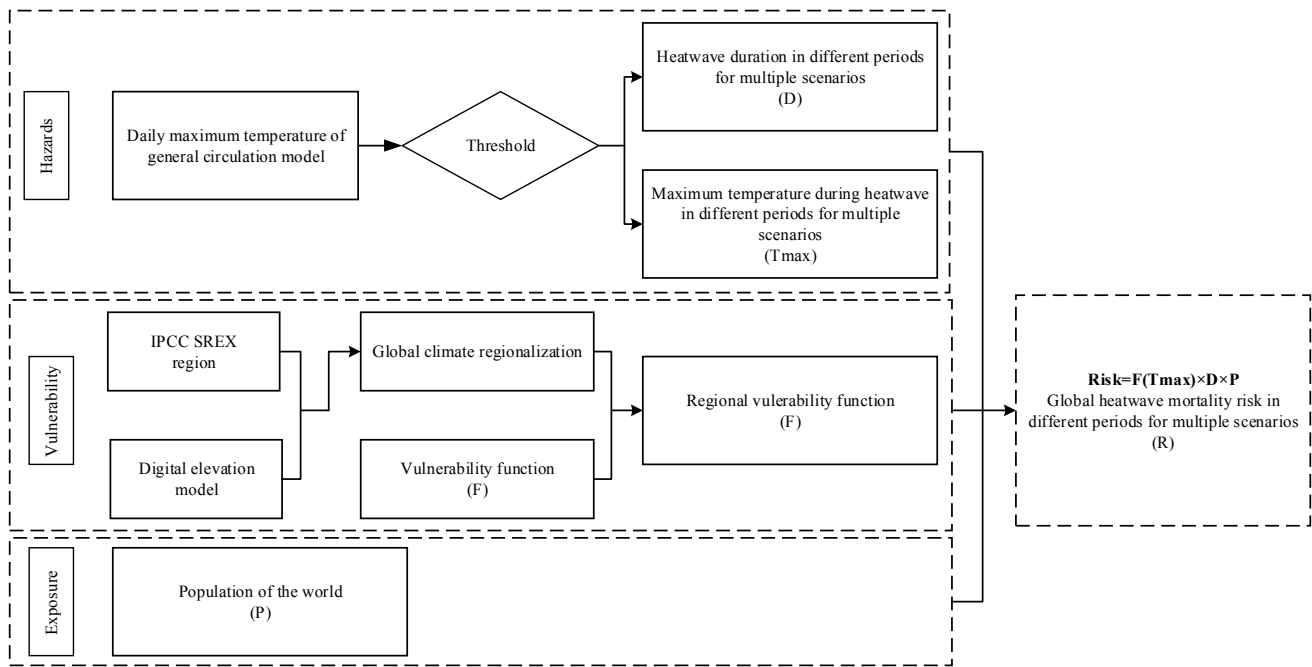 Hazards
Daily maximum temperature of
general circulation model
Threshold
Heatwave duration in different periods
for multiple scenarios
(D)
Maximum temperature during heatwave
in different periods for multiple
scenarios
(Tmax)
Vulnerability
IPCC SREX
region
Digital elevation
model
Global climate regionalization
Vulnerability function
(F)
Regional vulerability function
(F)
Exposure
Population of the world
(P)
Risk=F(Tmax)×D×P
Global heatwave mortality risk in
different periods for multiple scenarios
(R)